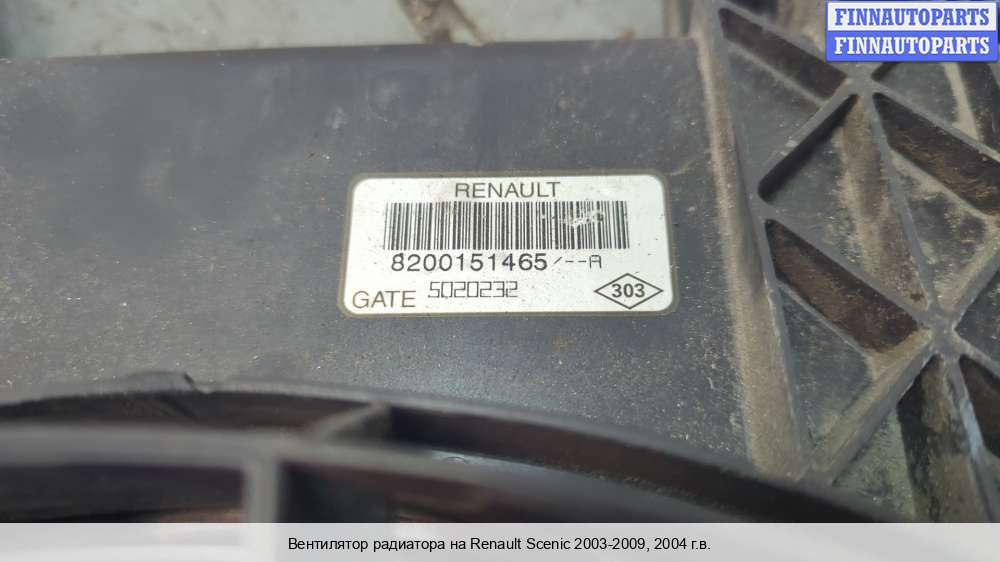 FINNAUTOPARTS
FINNAUTOPARTS
RENAULT
8200151465/--A
GATE 5020232
303
Вентилятор радиатора на Renault Scenic 2003-2009, 2004 г.в.